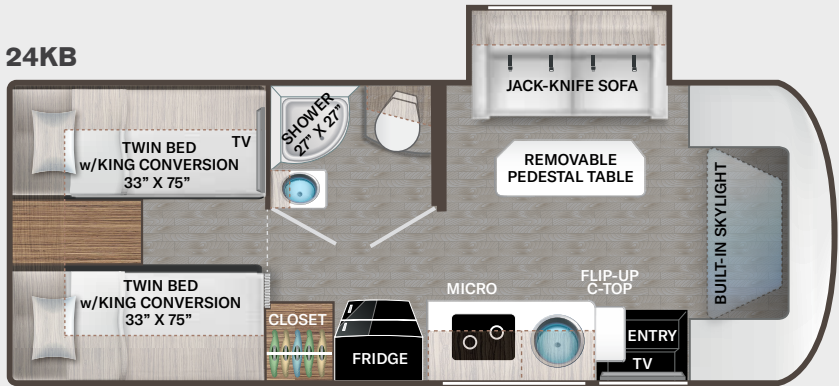 24KB
JACK-KNIFE SOFA
SHOWER
27” X 27”
TV
TWIN BED
w/KING CONVERSION
33” X 75”
REMOVABLE
PEDESTAL TABLE
BUILT-IN SKYLIGHT
TWIN BED
w/KING CONVERSION
33” X 75”
CLOSET
FRIDGE
MICRO
FLIP-UP
C-TOP
ENTRY
TV